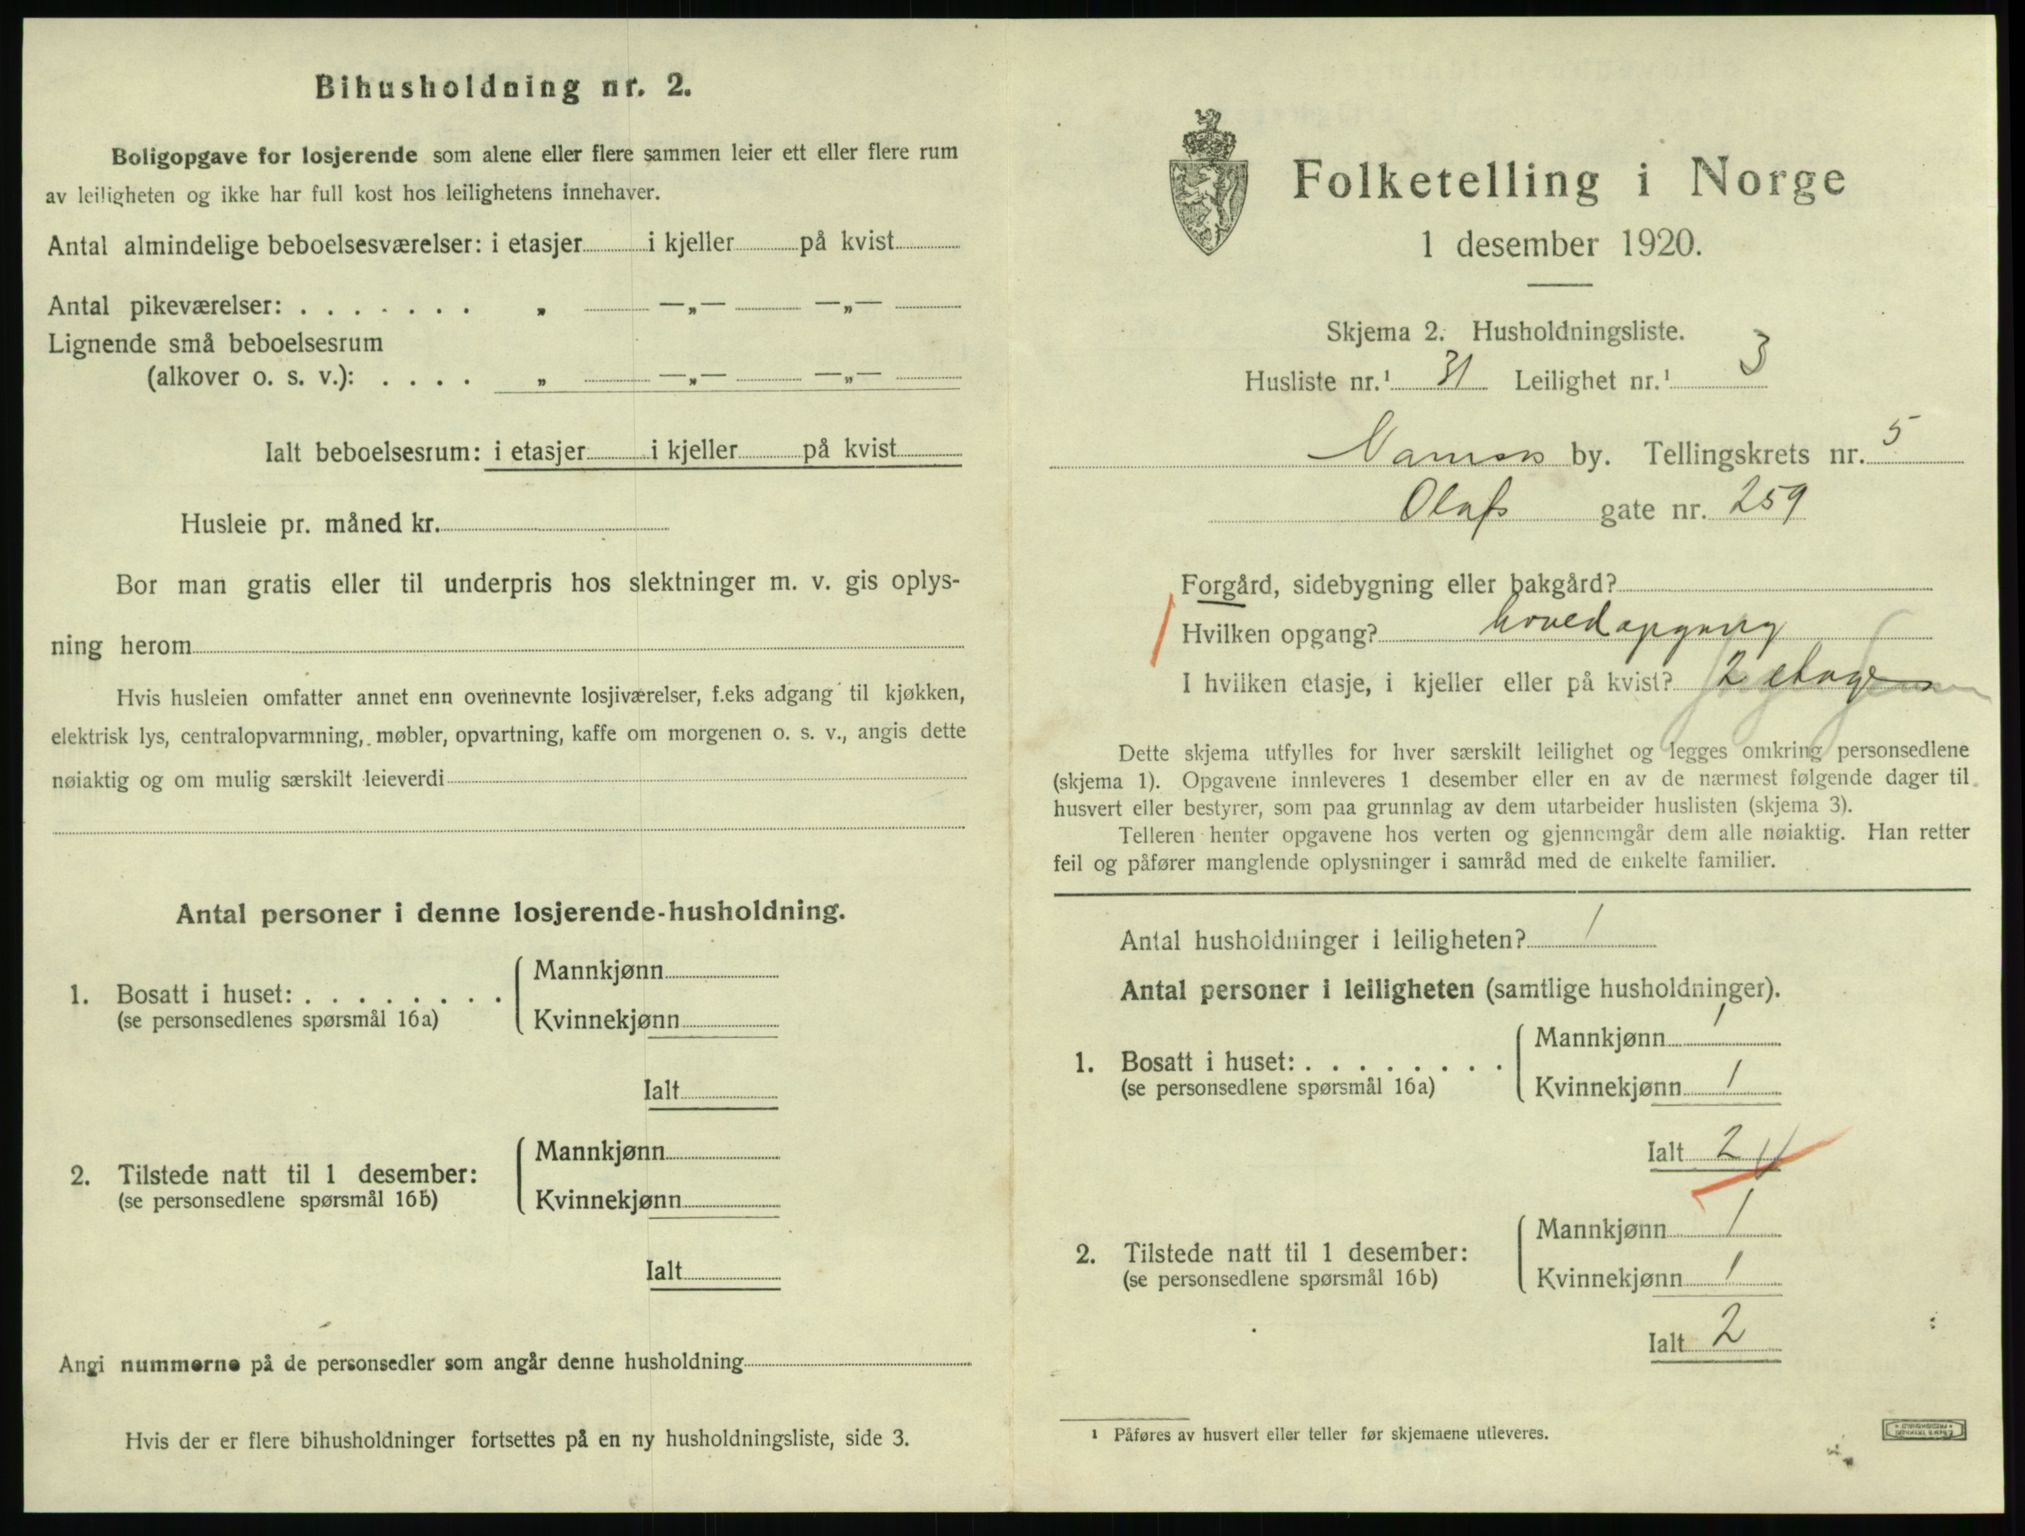 Bihusholdning nr. 2.
Boligopgave for losjerende som alene eller flere sammen leier ett eller flere rum
av leiligheten og ikke har full kost hos leilighetens innehaver.
Antal almindelige beboelsesværelser: i etasjer i kjeller på kvist
Antal pikeværelser: . . . . . . . „ —„— —„—
Lignende små beboelsesrum
(alkover o. s. v.): . . . . „ —„— —„—
Ialt beboelsesrum: i etasjer i kjeller på kvist
Husleie pr. måned kr.
Bor man gratis eller til underpris hos slektninger m. v. gis oplys-
ning herom
Hvis husleien omfatter annet enn ovennevnte losjiværelser, f.eks adgang til kjøkken,
elektrisk lys, centralopvarmning, møbler, opvartning, kaffe om morgenen o. s. v., angis dette
nøiaktig og om mulig særskilt leieverdi
Antal personer i denne losjerende-husholdning.
1. Bosatt i huset: . . . . . . . . Mannkjønn
(se personsedlenes spørsmål 16a) Kvinnekjønn
Ialt
2. Tilstede natt til 1 desember: Mannkjønn
(se personsedlene spørsmål 16b) Kvinnekjønn
Ialt
Angi nummerne på de personsedler som angår denne husholdning
Hvis der er flere bihusholdninger fortsettes på en ny husholdningsliste, side 3.
Folketelling i Norge
1 desember 1920.
Skjema 2. Husholdningsliste.
Husliste nr.¹ 31 Leilighet nr.¹ 3
Namsos by. Tellingskrets nr. 5
Olafs gate nr. 259
Forgård, sidebygning eller bakgård?
Hvilken opgang? hovedopgang
I hvilken etasje, i kjeller eller på kvist? 2 etage
Dette skjema utfylles for hver særskilt leilighet og legges omkring personsedlene
(skjema 1). Opgavene innleveres 1 desember eller en av de nærmest følgende dager til
husvert eller bestyrer, som paa grunnlag av dem utarbeider huslisten (skjema 3).
Telleren henter opgavene hos verten og gjennemgår dem alle nøiaktig. Han retter
feil og påfører manglende oplysninger i samråd med de enkelte familier.
Antal husholdninger i leiligheten? 1
Antal personer i leiligheten (samtlige husholdninger).
1. Bosatt i huset: . . . . . . . . Mannkjønn 1
(se personsedlene spørsmål 16a) Kvinnekjønn 1
Ialt 2
2. Tilstede natt til 1 desember: Mannkjønn 1
(se personsedlene spørsmål 16b) Kvinnekjønn 1
Ialt 2
¹ Påføres av husvert eller teller før skjemaene utleveres.